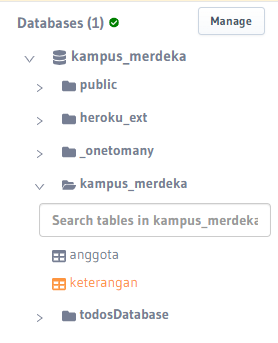 Databases (1)
Manage
kampus_merdeka
public
heroku_ext
_onetomany
kampus_merdeka
Search tables in kampus_merdeka
anggota
keterangan
todosDatabase